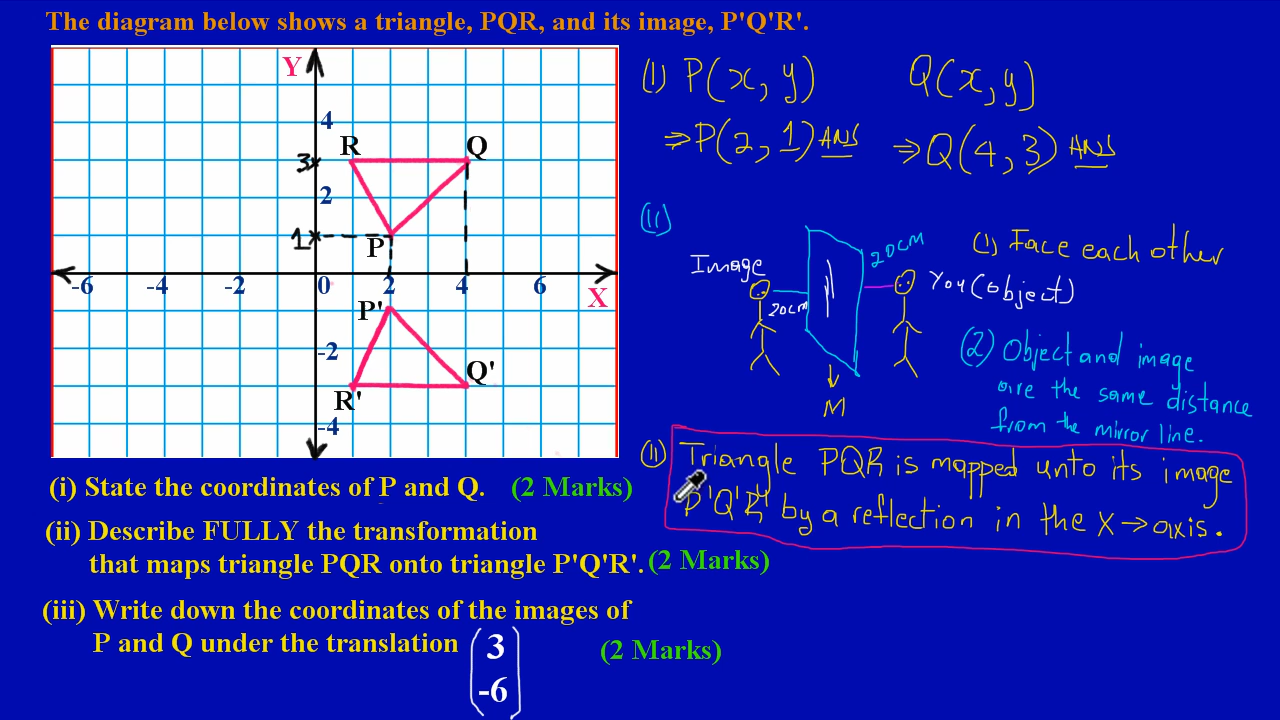 The diagram below shows a triangle, PQR, and its image, P'Q'R'.
Y
4
R
Q
3
2
1
P
-6
-4
-2
0
2
4
6
X
P'
-2
Q'
R'
-4
(i) State the coordinates of P and Q. (2 Marks)
(ii) Describe FULLY the transformation
that maps triangle PQR onto triangle P'Q'R'. (2 Marks)
(iii) Write down the coordinates of the images of
P and Q under the translation (3
-6) (2 Marks)
(I) P(x, y) Q(x, y)
⇒P(2, 1) ANS ⇒Q(4, 3) ANS
(II)
Image
20cm
20cm
M
You (object)
(1) Face each other
(2) Object and image
are the same distance
from the mirror line.
(II) Triangle PQR is mapped unto its image
P'Q'R' by a reflection in the X→axis.